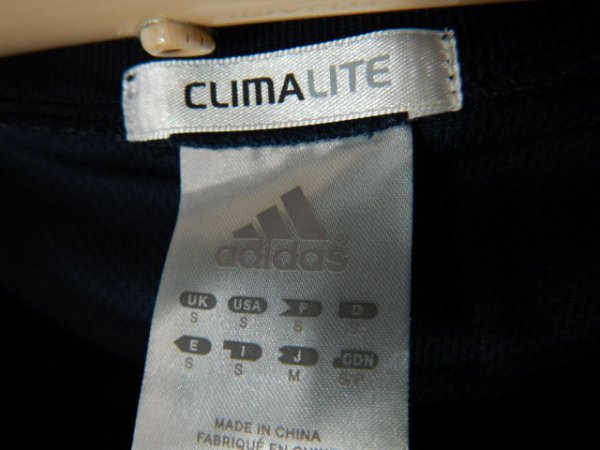 CLIMALITE
adidas
UK USA F D
S S S S
E I J CDN
S S M S/P
MADE IN CHINA
FABRIQUÉ EN